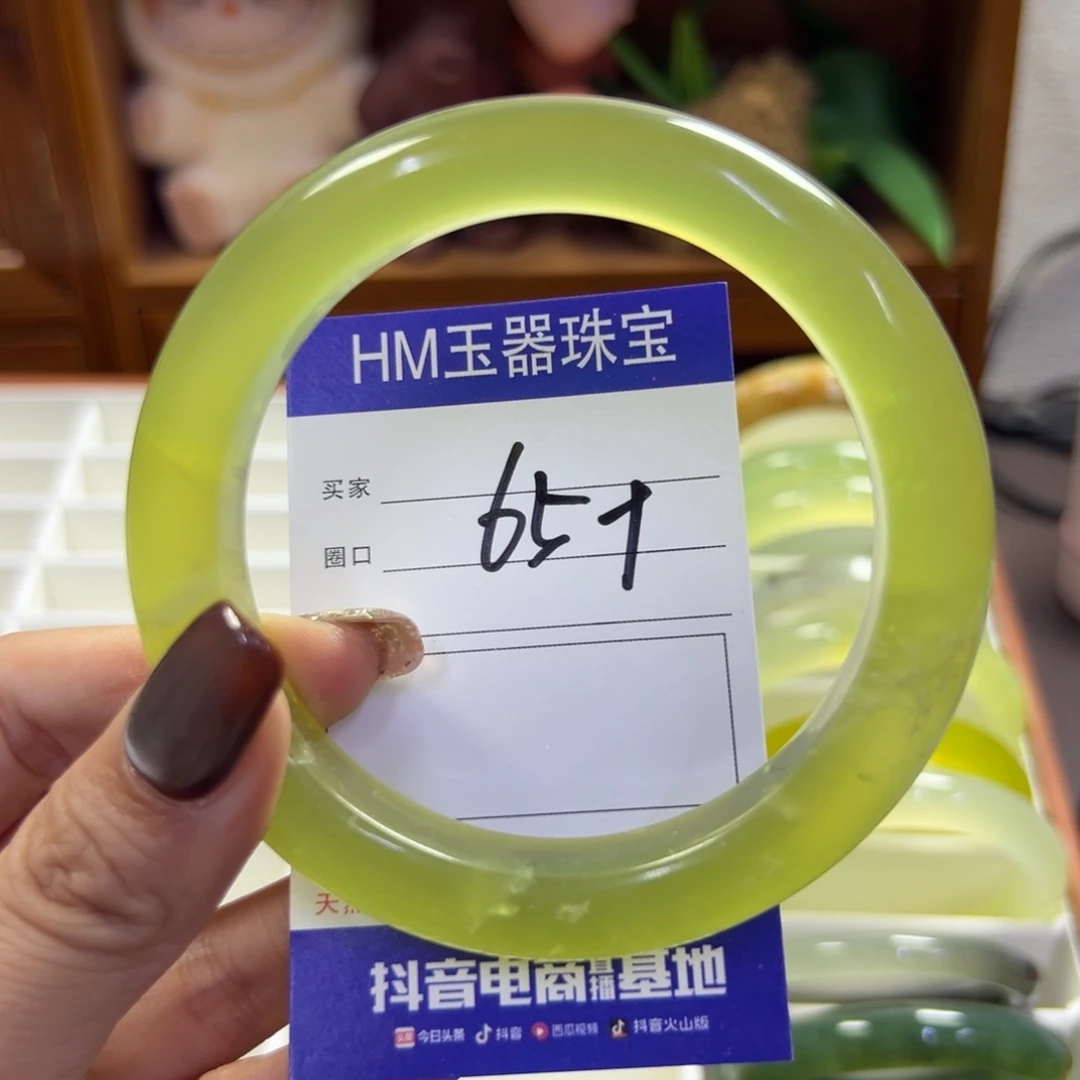 HM玉器珠宝
买家
圈口
651
抖音电商直播基地
今日头条 抖音 西瓜视频 抖音火山版